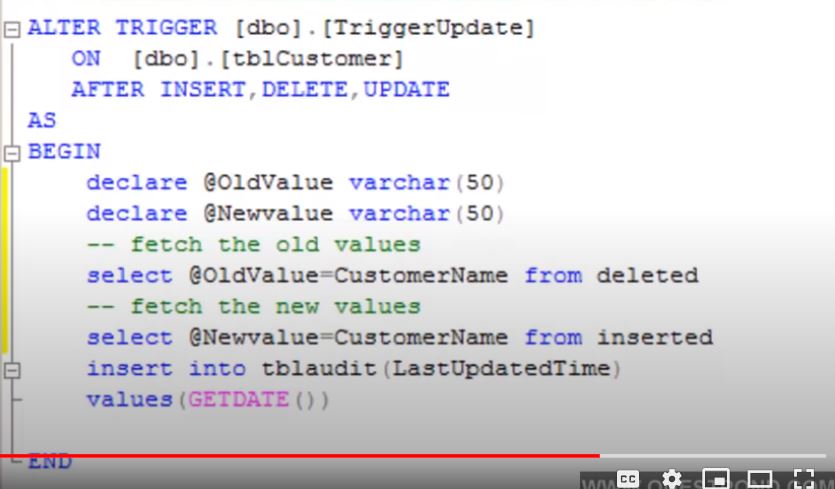 ALTER TRIGGER [dbo].[TriggerUpdate]
ON [dbo].[tblCustomer]
AFTER INSERT,DELETE,UPDATE
AS
BEGIN
declare @OldValue varchar(50)
declare @Newvalue varchar(50)
-- fetch the old values
select @OldValue=CustomerName from deleted
-- fetch the new values
select @Newvalue=CustomerName from inserted
insert into tblaudit(LastUpdatedTime)
values(GETDATE())
END
CC